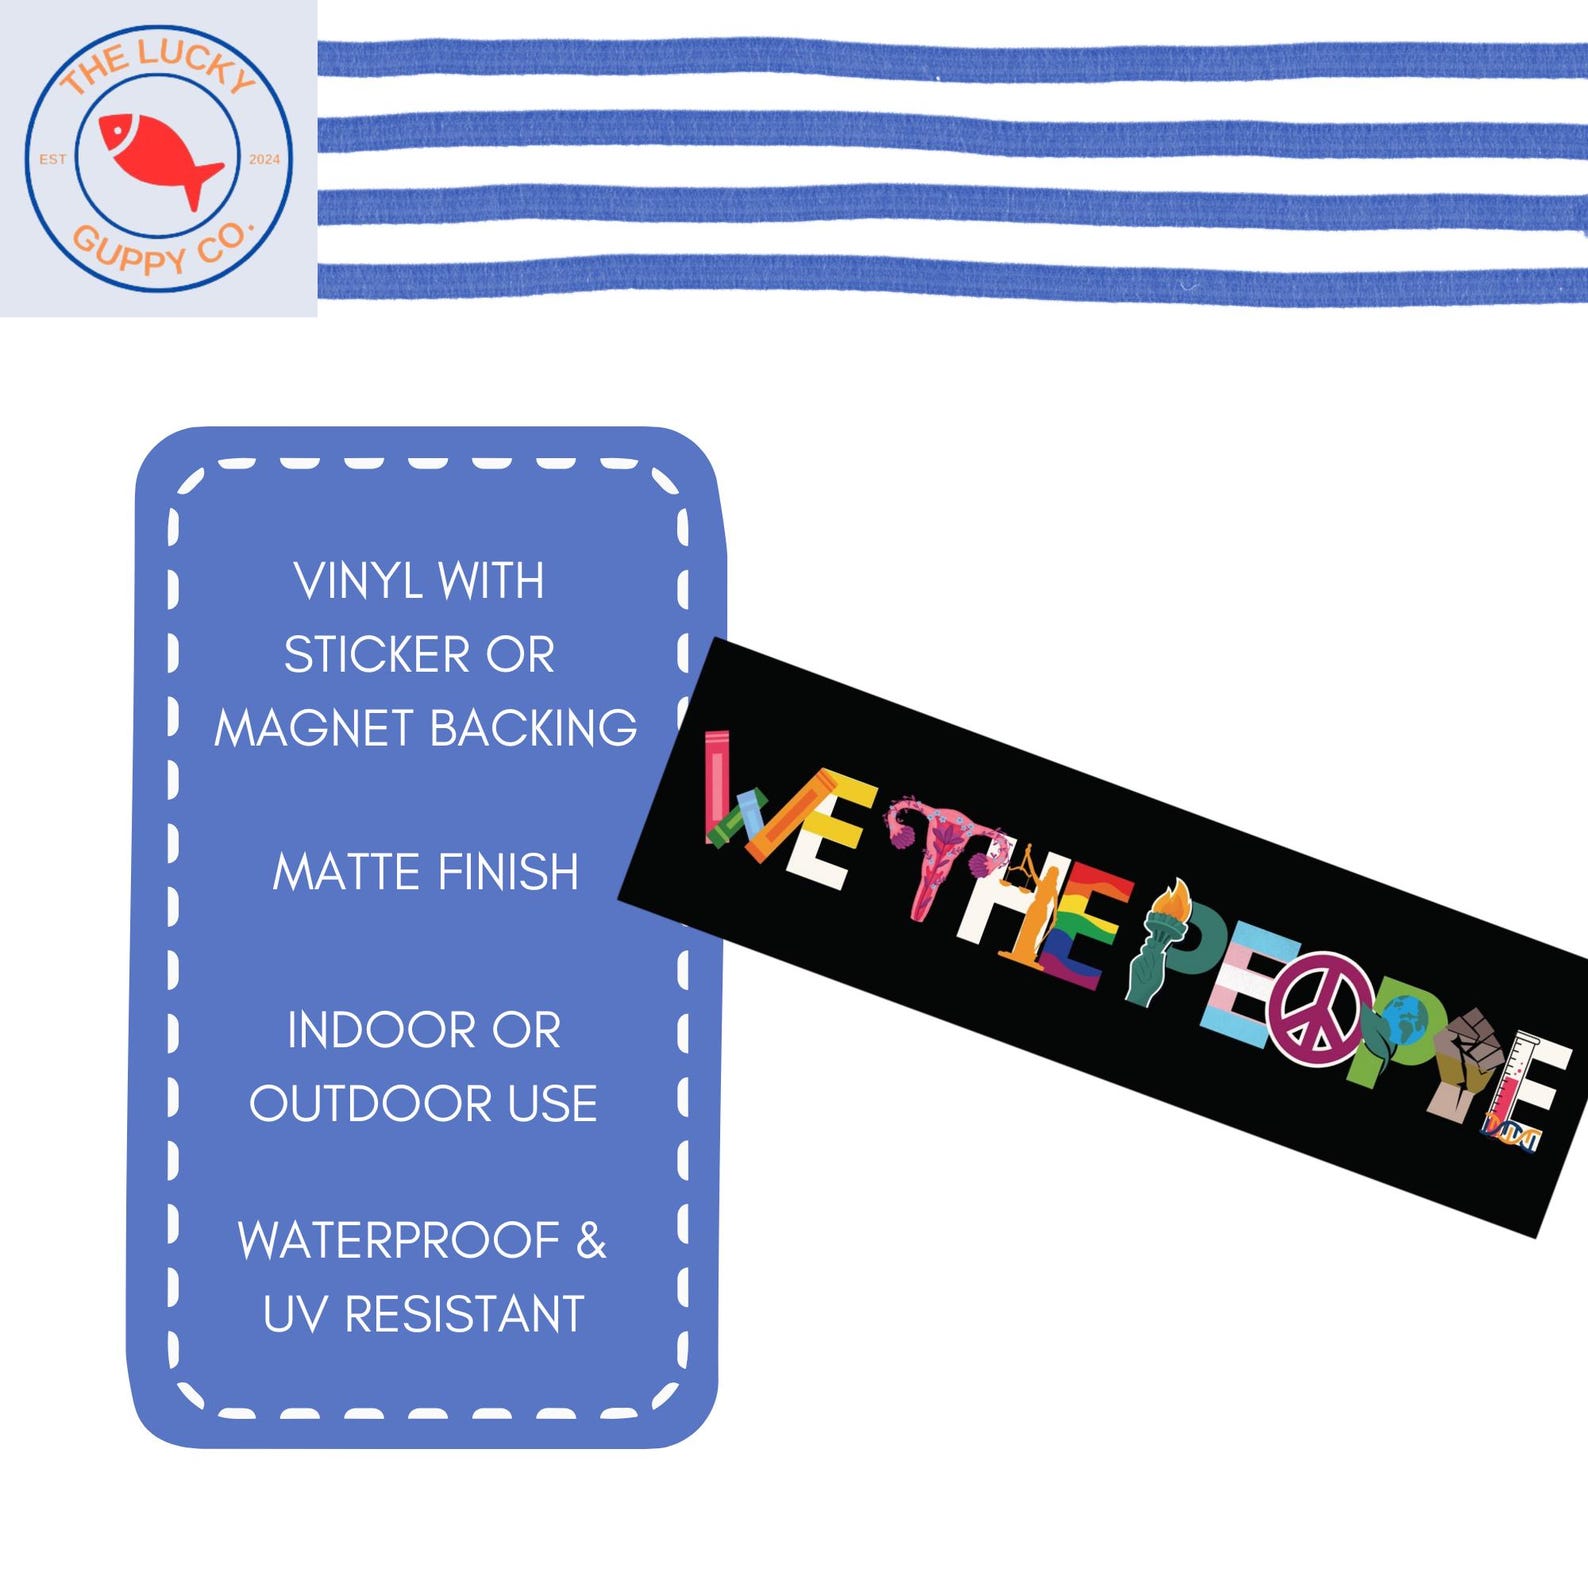 THE LUCKY
EST 2024
GUPPY CO.
VINYL WITH
STICKER OR
MAGNET BACKING
MATTE FINISH
INDOOR OR
OUTDOOR USE
WATERPROOF &
UV RESISTANT
WE THE PEOPLE